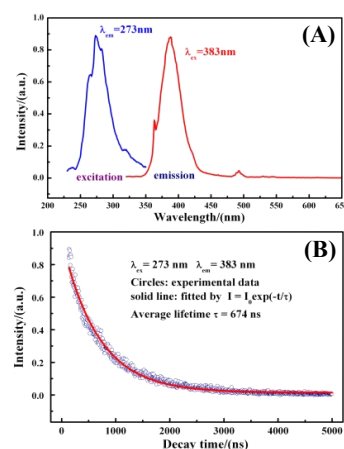 (A)
λem=273nm
λex=383nm
Intensity/(a.u.)
1.0
0.8
0.6
0.4
0.2
0.0
excitation
emission
200 250 300 350 400 450 500 550 600 65
Wavelength/(nm)
(B)
λex= 273 nm λem= 383 nm
Circles: experimental data
solid line: fitted by I = I0exp(-t/τ)
Average lifetime τ = 674 ns
Intensity/(a.u.)
1.0
0.8
0.6
0.4
0.2
0.0
0 1000 2000 3000 4000 5000
Decay time/(ns)